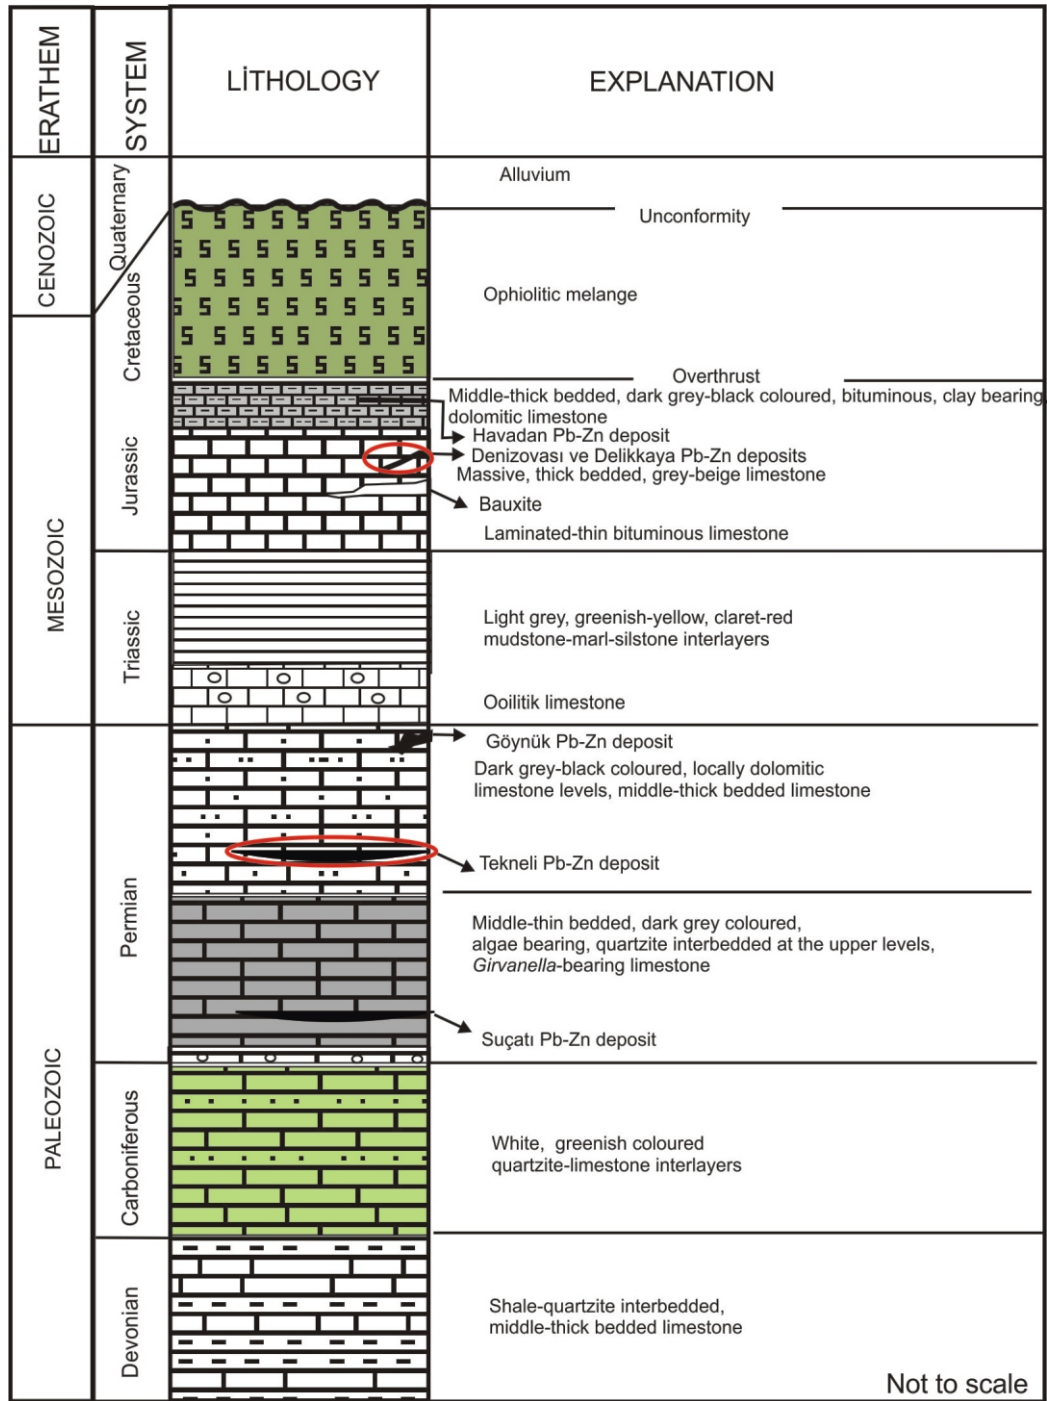 ERATHEM
SYSTEM
LİTHOLOGY
EXPLANATION
CENOZOIC
Quaternary
Alluvium
Unconformity
MESOZOIC
Cretaceous
Ophiolitic melange
Overthrust
Middle-thick bedded, dark grey-black coloured, bituminous, clay bearing,
dolomitic limestone
Havadan Pb-Zn deposit
Jurassic
Denizovası ve Delikkaya Pb-Zn deposits
Massive, thick bedded, grey-beige limestone
Bauxite
Laminated-thin bituminous limestone
Triassic
Light grey, greenish-yellow, claret-red
mudstone-marl-silstone interlayers
Ooilitik limestone
PALEOZOIC
Permian
Göynük Pb-Zn deposit
Dark grey-black coloured, locally dolomitic
limestone levels, middle-thick bedded limestone
Tekneli Pb-Zn deposit
Middle-thin bedded, dark grey coloured,
algae bearing, quartzite interbedded at the upper levels,
Girvanella-bearing limestone
Suçatı Pb-Zn deposit
Carboniferous
White, greenish coloured
quartzite-limestone interlayers
Devonian
Shale-quartzite interbedded,
middle-thick bedded limestone
Not to scale